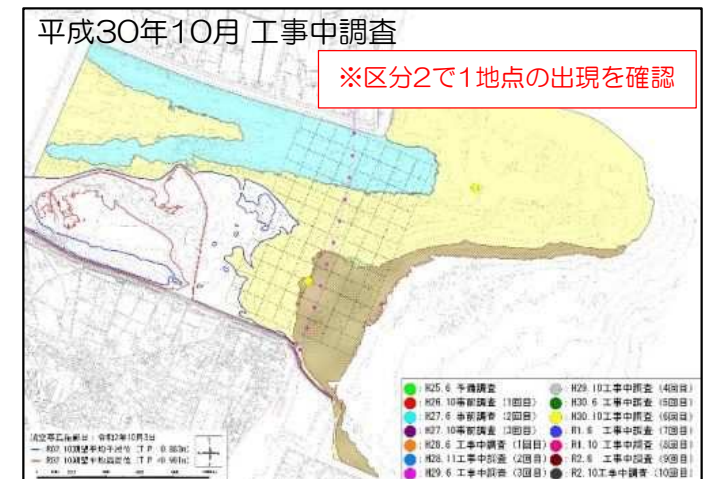 平成30年10月 工事中調査
※区分2で1地点の出現を確認
H25.6 予備調査
H26.10事前調査 (1回目)
H27.6 事前調査 (2回目)
H27.10事前調査 (3回目)
H28.6 工事中調査 (1回目)
H28.11工事中調査 (2回目)
H29.6 工事中調査 (3回目)
H29.10工事中調査 (4回目)
H30.6 工事中調査 (5回目)
H30.10工事中調査 (6回目)
R1.6 工事中調査 (7回目)
R1.10 工事中調査 (8回目)
R2.6 工事中調査 (9回目)
R2.10工事中調査 (10回目)